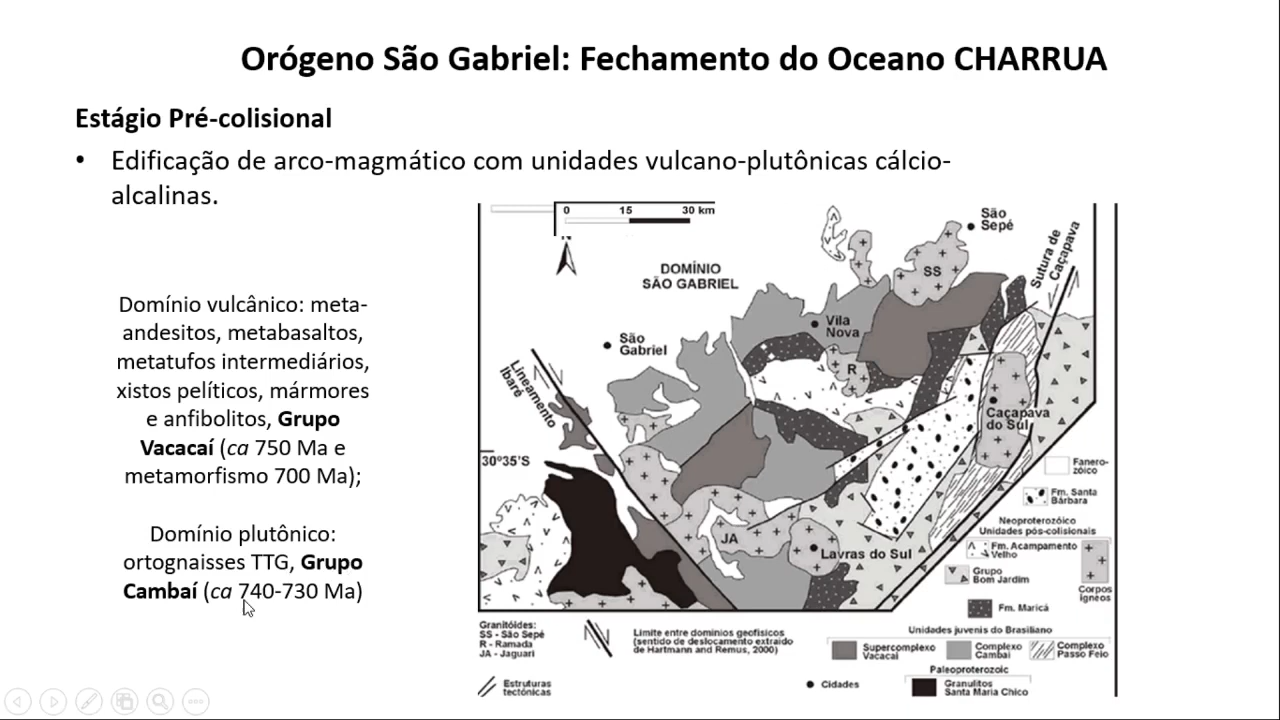 Orógeno São Gabriel: Fechamento do Oceano CHARRUA
Estágio Pré-colisional
• Edificação de arco-magmático com unidades vulcano-plutônicas cálcio-
alcalinas.
Domínio vulcânico: meta-
andesitos, metabasaltos,
metatufos intermediários,
xistos pelíticos, mármores
e anfibolitos, Grupo
Vacacaí (ca 750 Ma e
metamorfismo 700 Ma);
Domínio plutônico:
ortognaisses TTG, Grupo
Cambaí (ca 740-730 Ma)
0 15 30 km
N
DOMÍNIO
SÃO GABRIEL
São
Sepé
SS
Sutura de
Caçapava
Vila
Nova
São
Gabriel
R
Lineamento
Ibaré
Caçapava
do Sul
30º35'S
JA
Lavras do Sul
Fanero-
zóico
Fm. Santa
Bárbara
Neoproterozóico
Unidades pós-colisionais
Fm. Acampamento
Velho
Grupo
Bom Jardim
Corpos
ígneos
Fm. Maricá
Unidades juvenis do Brasiliano
Supercomplexo
Vacacaí
Complexo
Cambaí
Complexo
Passo Feio
Paleoproterozoic
Granulitos
Santa Maria Chico
Granitóides:
SS - São Sepé
R - Ramada
JA - Jaguari
Limite entre domínios geofísicos
(sentido de deslocamento extraído
de Hartmann and Remus, 2000)
Estruturas
tectónicas
Cidades